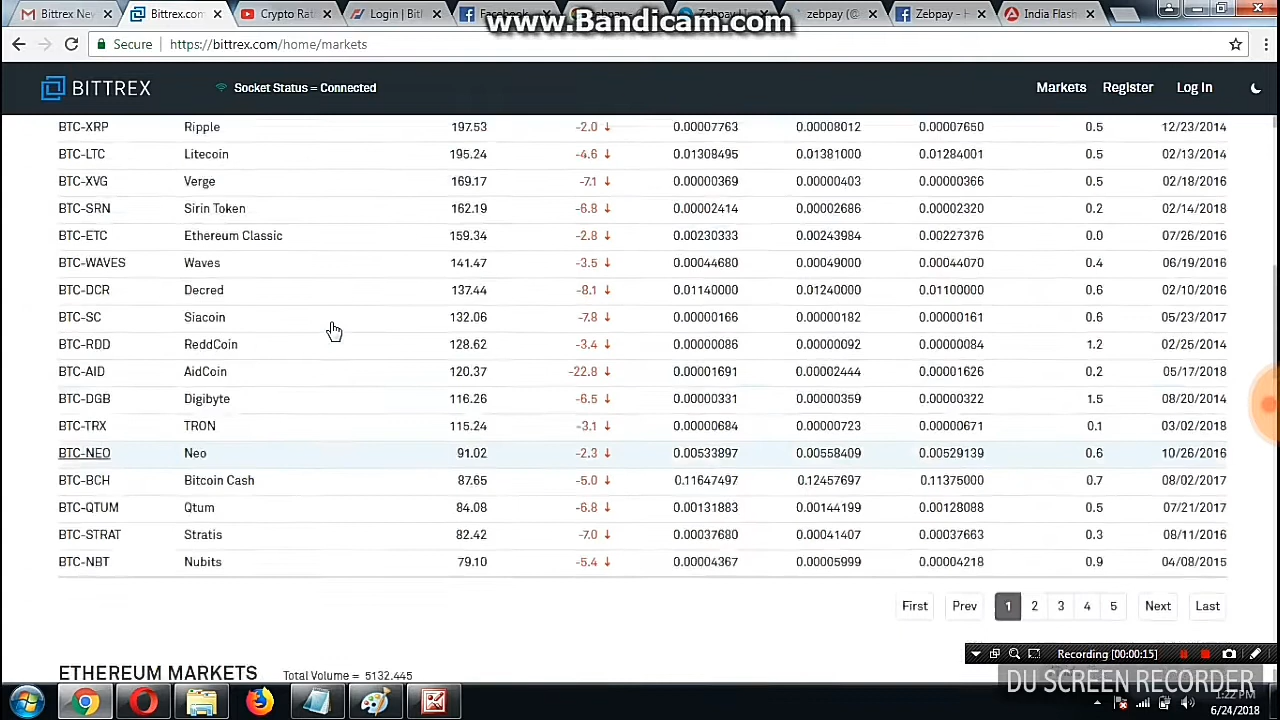 Bittrex Nev
Bittrex.com
Crypto Rati
Login | Bitl
Facebook
zebpay (@
Zebpay - H
India Flash
www.Bandicam.com
Secure https://bittrex.com/home/markets
BITTREX Socket Status = Connected Markets Register Log In
BTC-XRP Ripple 197.53 -2.0 ↓ 0.00007763 0.00008012 0.00007650 0.5 12/23/2014
BTC-LTC Litecoin 195.24 -4.6 ↓ 0.01308495 0.01381000 0.01284001 0.5 02/13/2014
BTC-XVG Verge 169.17 -7.1 ↓ 0.00000369 0.00000403 0.00000366 0.5 02/18/2016
BTC-SRN Sirin Token 162.19 -6.8 ↓ 0.00002414 0.00002686 0.00002320 0.2 02/14/2018
BTC-ETC Ethereum Classic 159.34 -2.8 ↓ 0.00230333 0.00243984 0.00227376 0.0 07/26/2016
BTC-WAVES Waves 141.47 -3.5 ↓ 0.00044680 0.00049000 0.00044070 0.4 06/19/2016
BTC-DCR Decred 137.44 -8.1 ↓ 0.01140000 0.01240000 0.01100000 0.6 02/10/2016
BTC-SC Siacoin 132.06 -7.8 ↓ 0.00000166 0.00000182 0.00000161 0.6 05/23/2017
BTC-RDD ReddCoin 128.62 -3.4 ↓ 0.00000086 0.00000092 0.00000084 1.2 02/25/2014
BTC-AID AidCoin 120.37 -22.8 ↓ 0.00001691 0.00002444 0.00001626 0.2 05/17/2018
BTC-DGB Digibyte 116.26 -6.5 ↓ 0.00000331 0.00000359 0.00000322 1.5 08/20/2014
BTC-TRX TRON 115.24 -3.1 ↓ 0.00000684 0.00000723 0.00000671 0.1 03/02/2018
BTC-NEO Neo 91.02 -2.3 ↓ 0.00533897 0.00558409 0.00529139 0.6 10/26/2016
BTC-BCH Bitcoin Cash 87.65 -5.0 ↓ 0.11647497 0.12457697 0.11375000 0.7 08/02/2017
BTC-QTUM Qtum 84.08 -6.8 ↓ 0.00131883 0.00144199 0.00128088 0.5 07/21/2017
BTC-STRAT Stratis 82.42 -7.0 ↓ 0.00037680 0.00041407 0.00037663 0.3 08/11/2016
BTC-NBT Nubits 79.10 -5.4 ↓ 0.00004367 0.00005999 0.00004218 0.9 04/08/2015
First Prev 1 2 3 4 5 Next Last
ETHEREUM MARKETS Total Volume = 5132.445
Recording [00:00:15]
DU SCREEN RECORDER
1:22 PM
6/24/2018